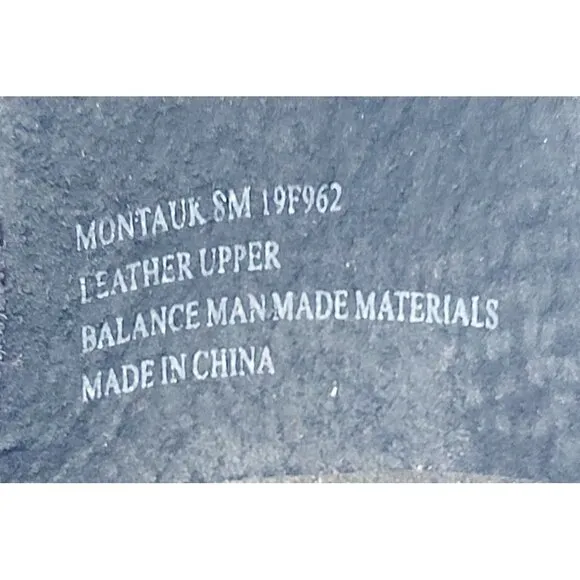 MONTAUK 8M 19F962
LEATHER UPPER
BALANCE MAN MADE MATERIALS
MADE IN CHINA